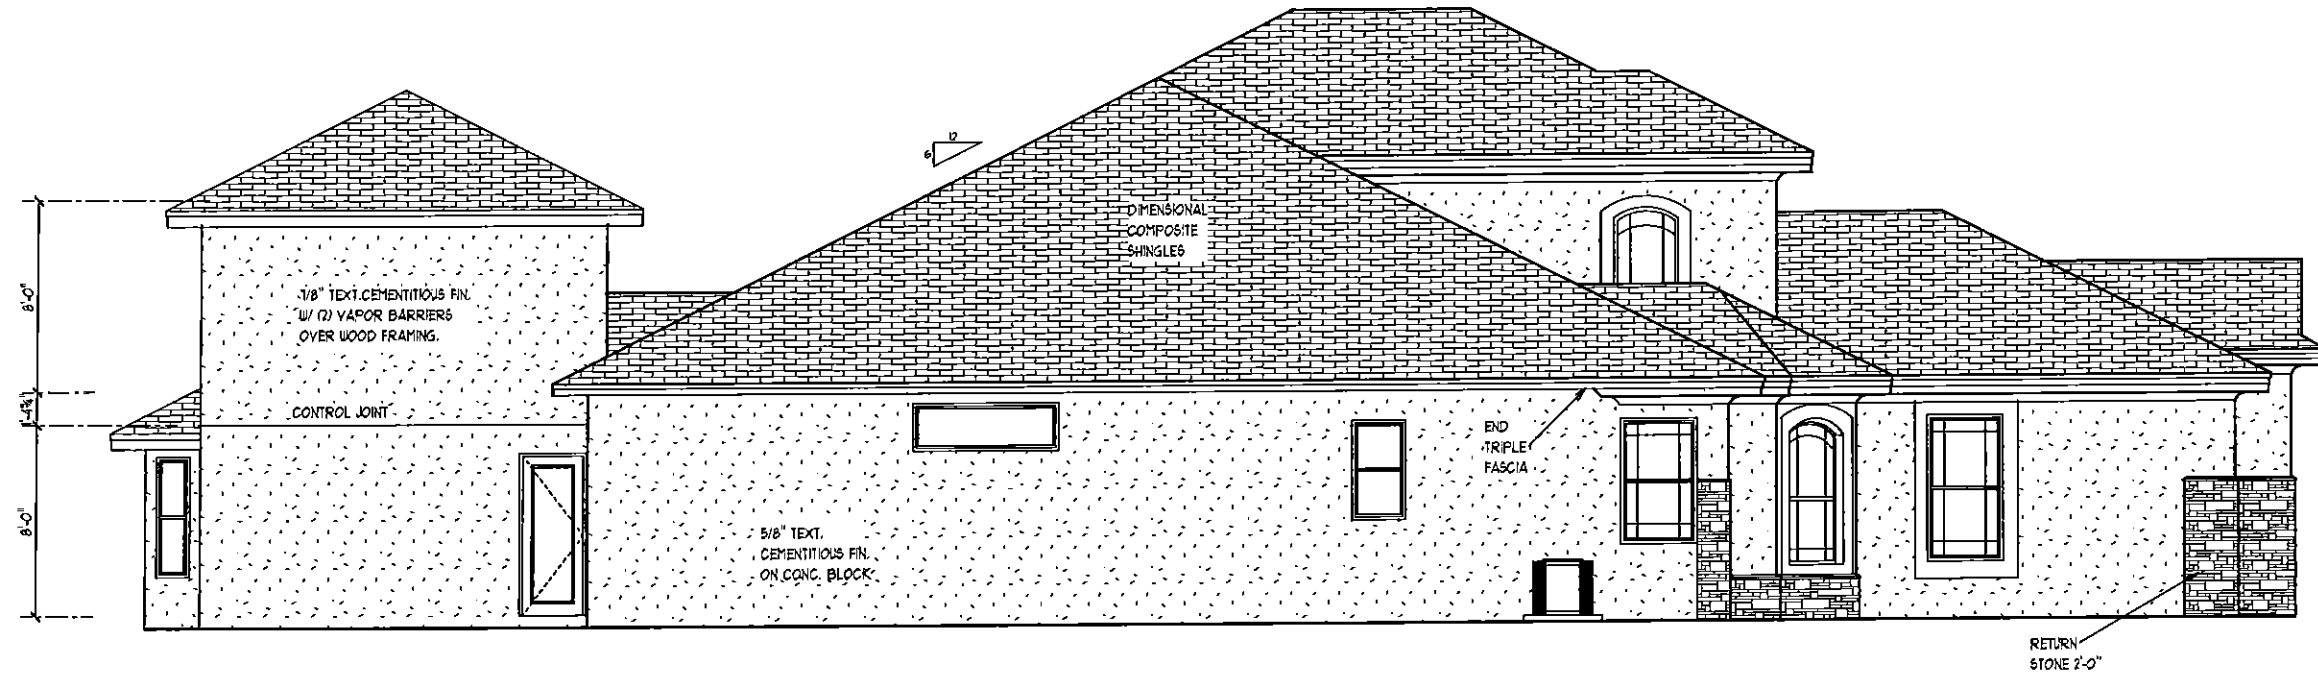 12
6
DIMENSIONAL
COMPOSITE
SHINGLES
8'-0"
7/8" TEXT.CEMENTITIOUS FIN.
W/ (2) VAPOR BARRIERS
OVER WOOD FRAMING.
CONTROL JOINT
8'-0"
END
TRIPLE
FASCIA
5/8" TEXT.
CEMENTITIOUS FIN.
ON CONC. BLOCK
RETURN
STONE 2'-0"